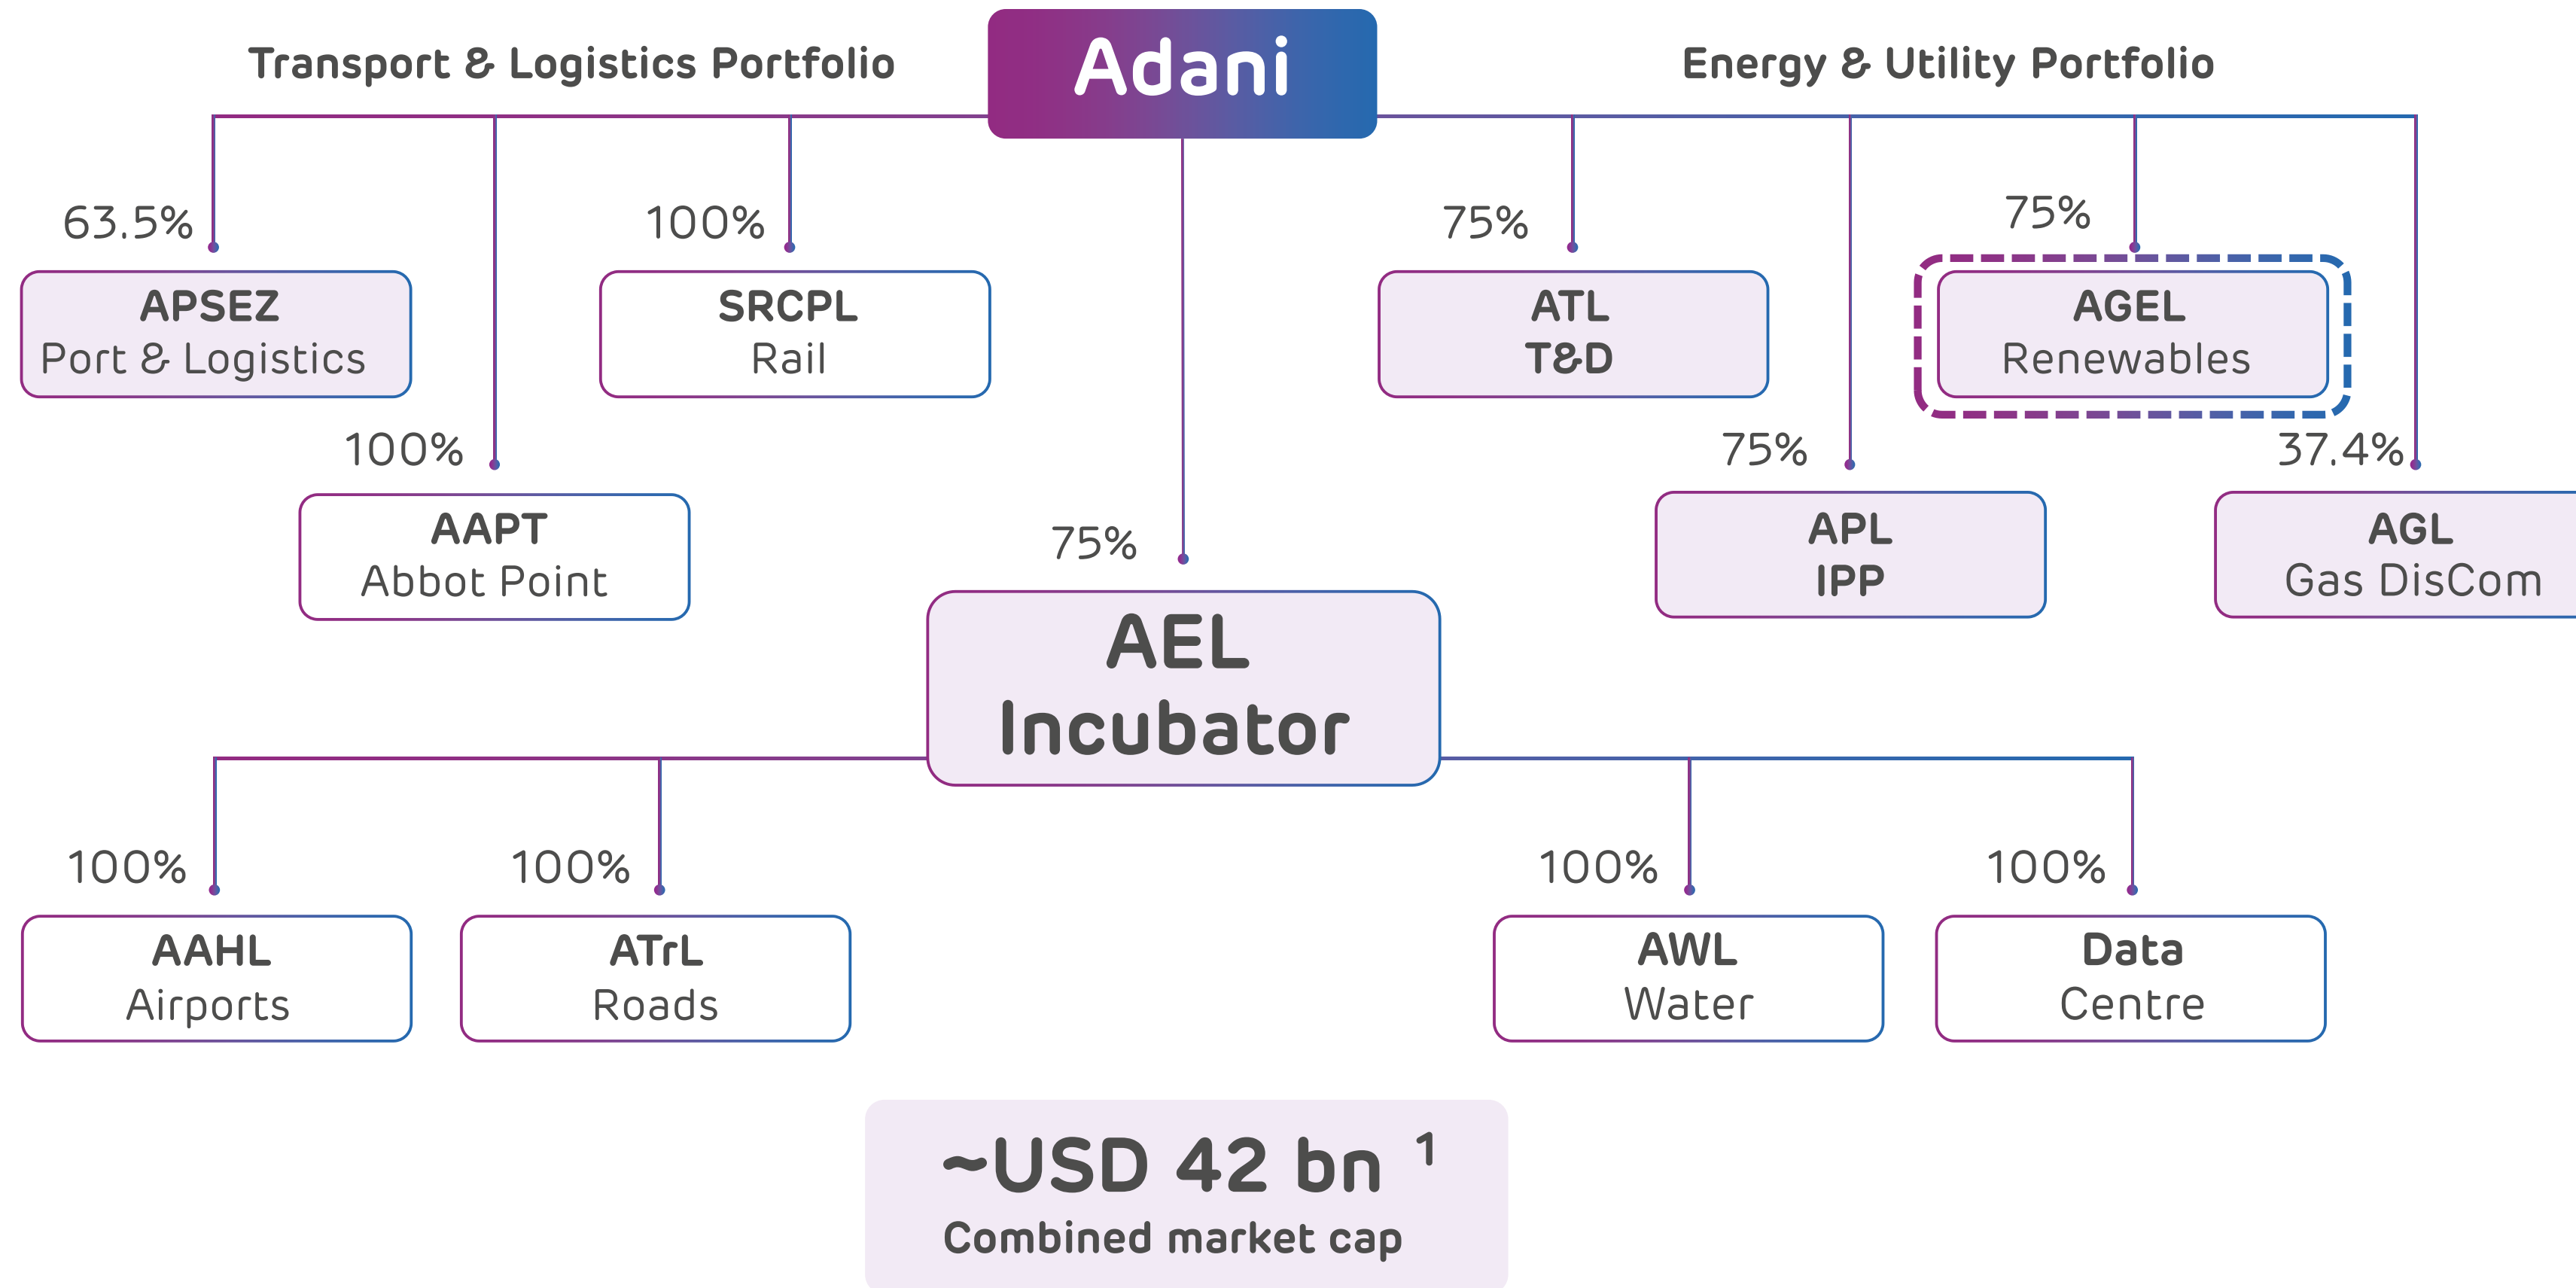 Adani
Transport & Logistics Portfolio
Energy & Utility Portfolio
63.5%
APSEZ
Port & Logistics
100%
SRCPL
Rail
100%
AAPT
Abbot Point
75%
ATL
T&D
75%
AGEL
Renewables
75%
APL
IPP
37.4%
AGL
Gas DisCom
75%
AEL
Incubator
100%
AAHL
Airports
100%
ATrL
Roads
100%
AWL
Water
100%
Data
Centre
~USD 42 bn 1
Combined market cap